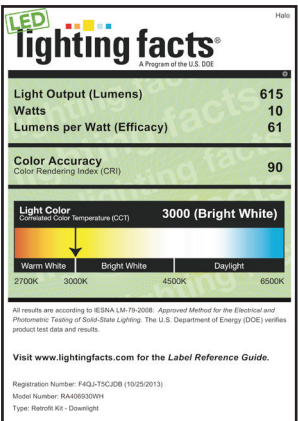 Halo
LED
lighting facts®
A Program of the U.S. DOE
Light Output (Lumens) 615
Watts 10
Lumens per Watt (Efficacy) 61
Color Accuracy
Color Rendering Index (CRI) 90
Light Color
Correlated Color Temperature (CCT) 3000 (Bright White)
Warm White Bright White Daylight
2700K 3000K 4500K 6500K
All results are according to IESNA LM-79-2008: Approved Method for the Electrical and
Photometric Testing of Solid-State Lighting. The U.S. Department of Energy (DOE) verifies
product test data and results.
Visit www.lightingfacts.com for the Label Reference Guide.
Registration Number: F4QJ-T5CJDB (10/25/2013)
Model Number: RA406930WH
Type: Retrofit Kit - Downlight